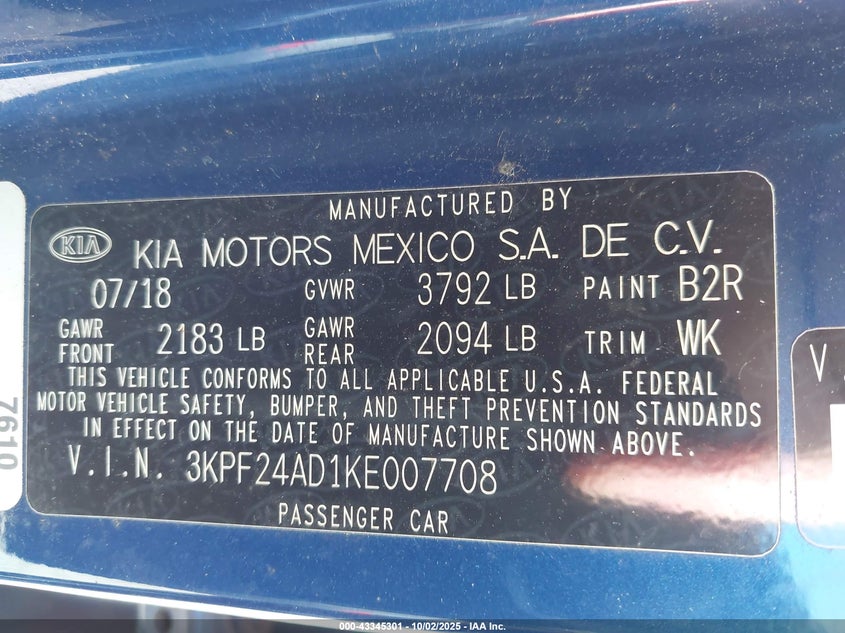 MANUFACTURED BY
KIA
KIA MOTORS MEXICO S.A. DE C.V.
07/18 GVWR 3792 LB PAINT B2R
GAWR FRONT 2183 LB GAWR REAR 2094 LB TRIM WK
THIS VEHICLE CONFORMS TO ALL APPLICABLE U.S.A. FEDERAL
MOTOR VEHICLE SAFETY, BUMPER, AND THEFT PREVENTION STANDARDS
IN EFFECT ON THE DATE OF MANUFACTURE SHOWN ABOVE.
V.I.N. 3KPF24AD1KE007708
PASSENGER CAR
7610
V.
000-43345301 - 10/02/2025 - IAA Inc.